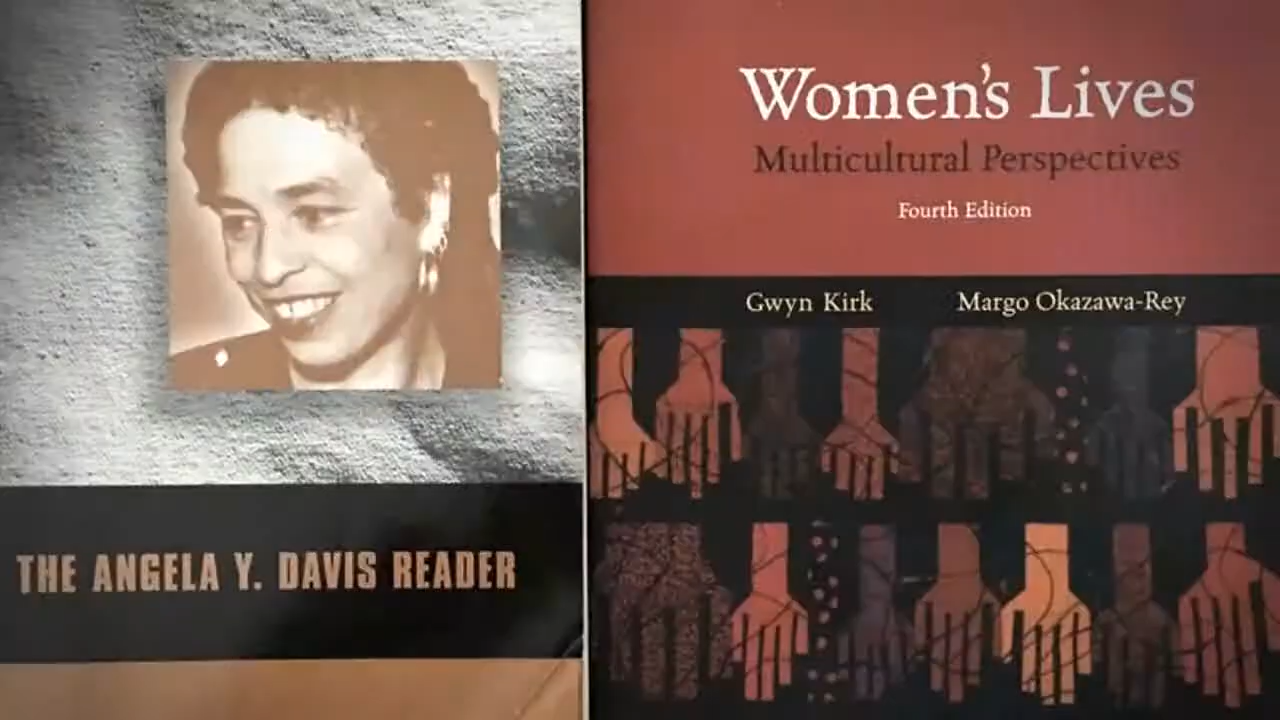 THE ANGELA Y. DAVIS READER
Women's Lives
Multicultural Perspectives
Fourth Edition
Gwyn Kirk Margo Okazawa-Rey